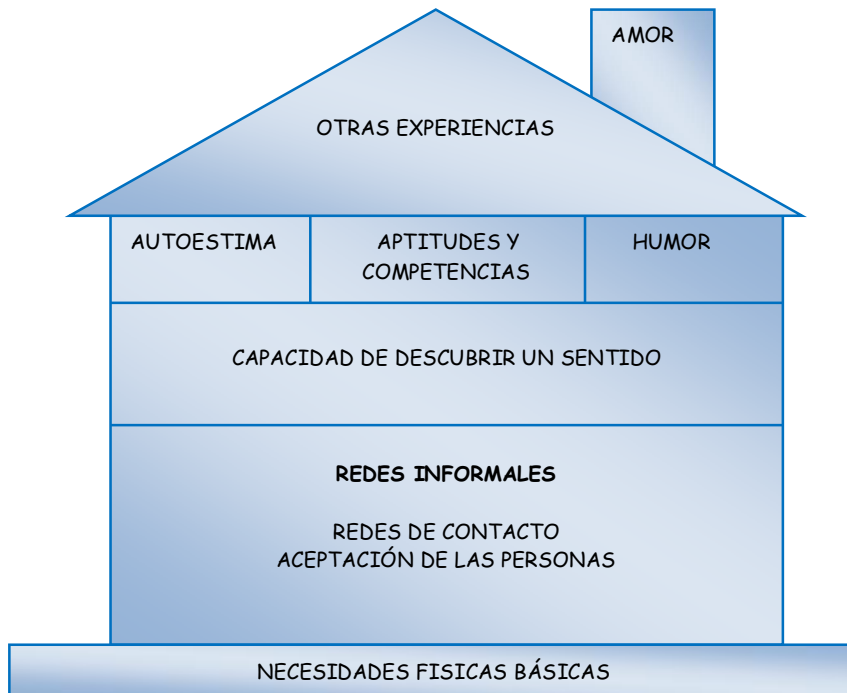 AMOR
OTRAS EXPERIENCIAS
AUTOESTIMA
APTITUDES Y
COMPETENCIAS
HUMOR
CAPACIDAD DE DESCUBRIR UN SENTIDO
REDES INFORMALES
REDES DE CONTACTO
ACEPTACIÓN DE LAS PERSONAS
NECESIDADES FISICAS BÁSICAS